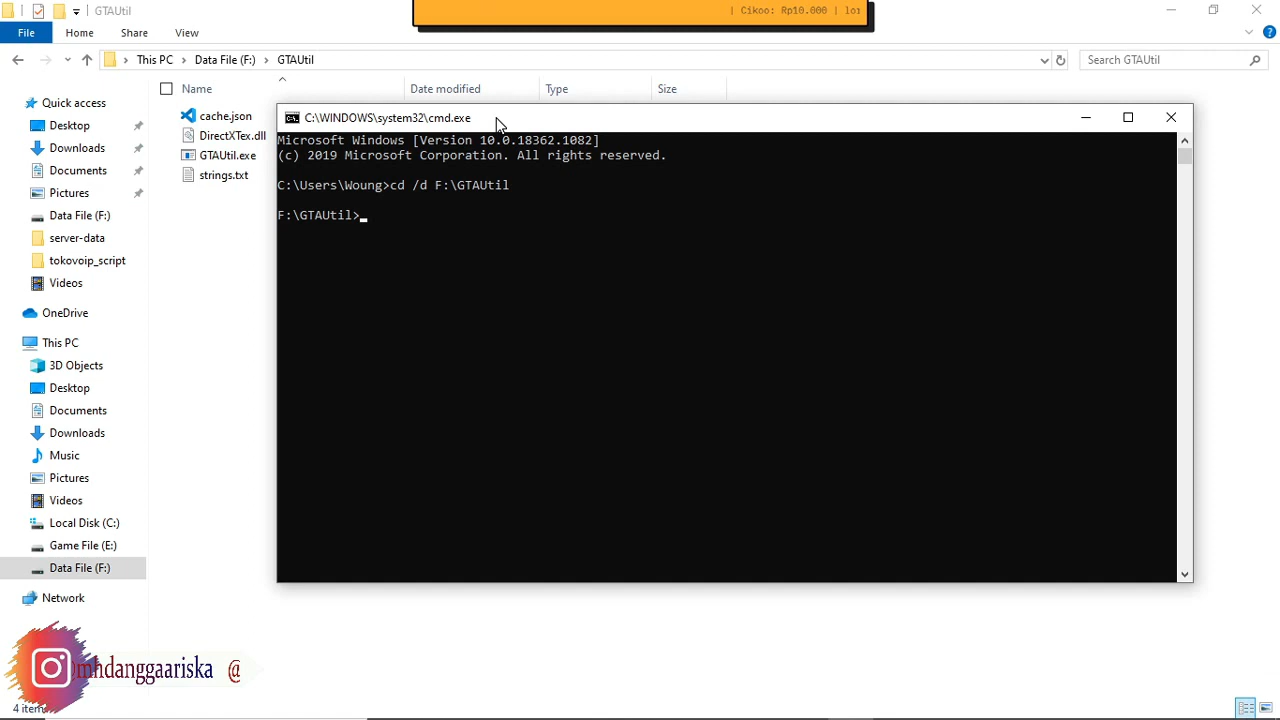 GTAUtil
| Cikoo: Rp10.000 |
File
Home
Share
View
This PC
Data File (F:)
GTAUtil
Search GTAUtil
Name
Date modified
Type
Size
Quick access
Desktop
Downloads
Documents
Pictures
Data File (F:)
server-data
tokovoip_script
Videos
OneDrive
This PC
3D Objects
Desktop
Documents
Downloads
Music
Pictures
Videos
Local Disk (C:)
Game File (E:)
Data File (F:)
Network
cache.json
DirectXTex.dll
GTAUtil.exe
strings.txt
C:\WINDOWS\system32\cmd.exe
Microsoft Windows [Version 10.0.18362.1082]
(c) 2019 Microsoft Corporation. All rights reserved.
C:\Users\Woung>cd /d F:\GTAUtil
F:\GTAUtil>
@mhdanggaariska @
4 items